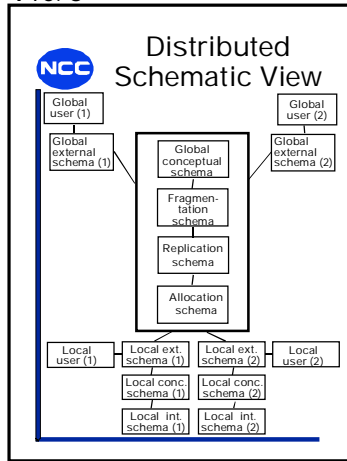 Distributed
Schematic View
NCC
Global
user (1)
Global
user (2)
Global
external
schema (1)
Global
external
schema (2)
Global
conceptual
schema
Fragmen-
tation
schema
Replication
schema
Allocation
schema
Local
user (1)
Local ext.
schema (1)
Local ext.
schema (2)
Local
user (2)
Local conc.
schema (1)
Local conc.
schema (2)
Local int.
schema (1)
Local int.
schema (2)